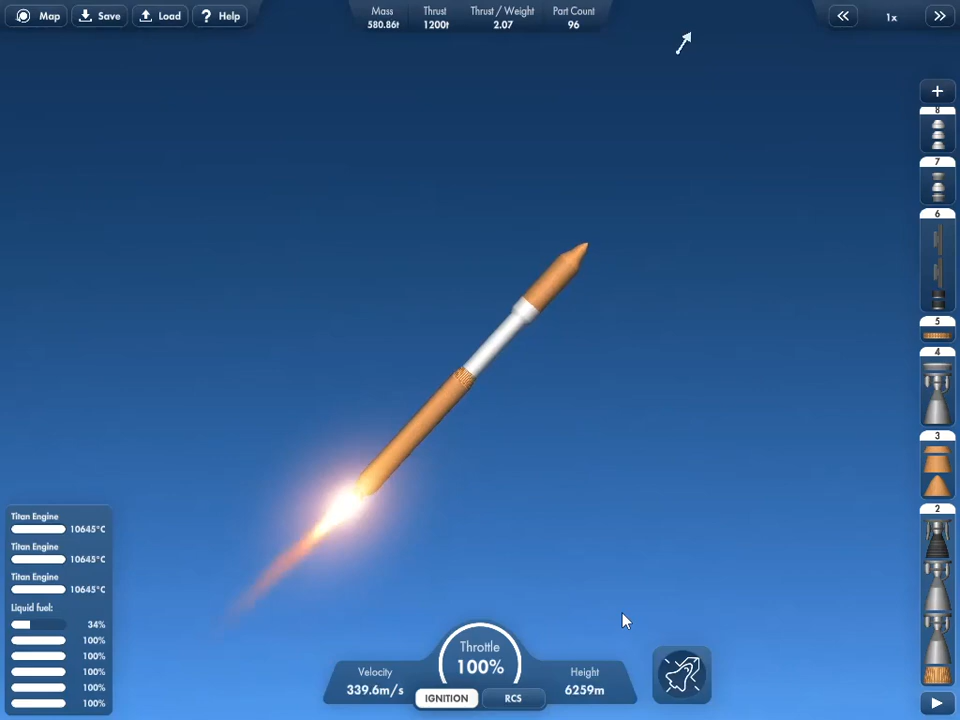 Map
Save
Load
? Help
Mass
580.86t
Thrust
1200t
Thrust / Weight
2.07
Part Count
96
1x
8
7
6
5
4
3
2
Titan Engine
10645°C
Titan Engine
10645°C
Titan Engine
10645°C
Liquid fuel:
34%
100%
100%
100%
100%
100%
Velocity
339.6m/s
Throttle
100%
Height
6259m
IGNITION
RCS